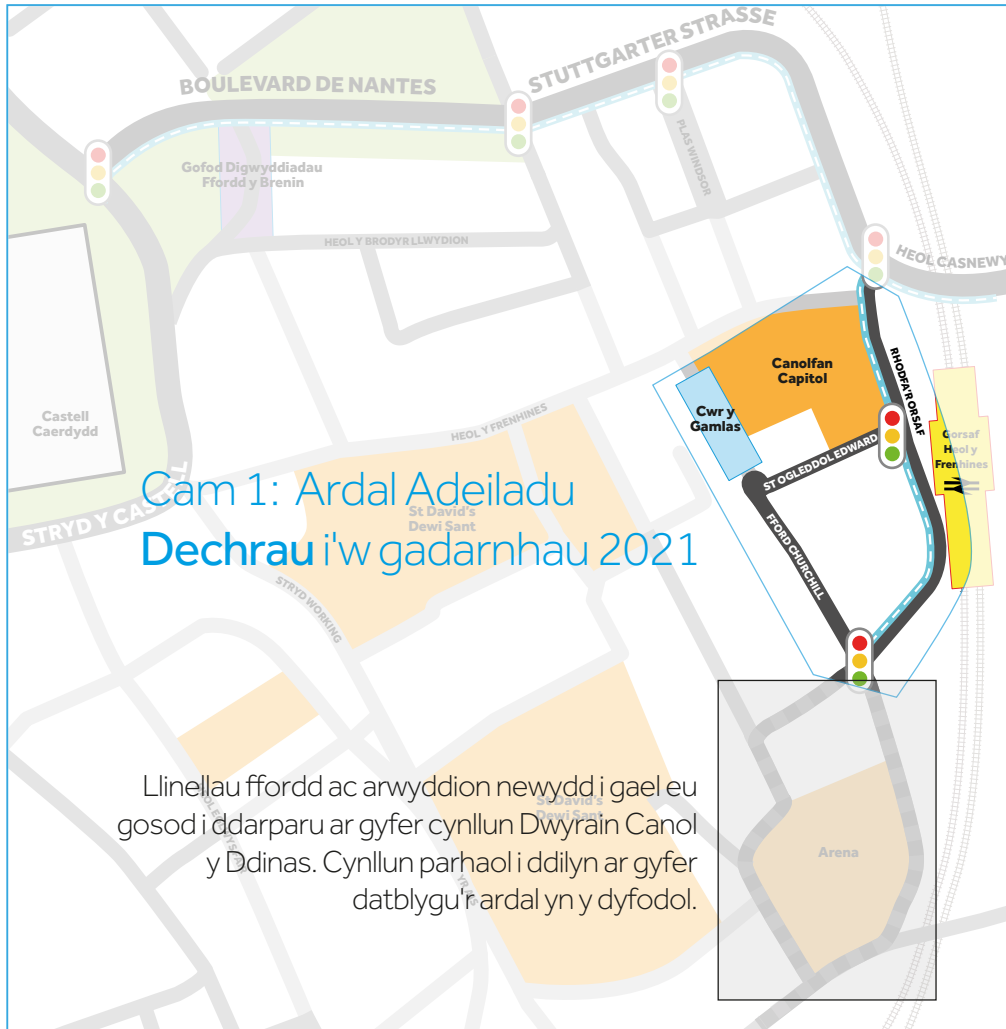 BOULEVARD DE NANTES
STUTTGARTER STRASSE
PLAS WINDSOR
Gofod Digwyddiadau
Ffordd y Brenin
HEOL Y BRODYR LLWYDION
HEOL CASNEWY
RHODFA'R ORSAF
Canolfan
Capitol
Cwr y
Gamlas
Gorsaf
Heol y
Frenhines
Castell
Caerdydd
HEOL Y FRENHINES
ST OGLEDDOL EDWARD
STRYD Y CASTELL
Cam 1: Ardal Adeiladu
St David's
Dewi Sant
Dechrau i'w gadarnhau 2021
FFORD CHURCHILL
STRYD WORKING
Llinellau ffordd ac arwyddion newydd i gael eu
gosod i ddarparu ar gyfer cynllun Dwyrain Canol
y Ddinas. Cynllun parhaol i ddilyn ar gyfer
datblygu'r ardal yn y dyfodol.
St David's
Dewi Sant
Arena